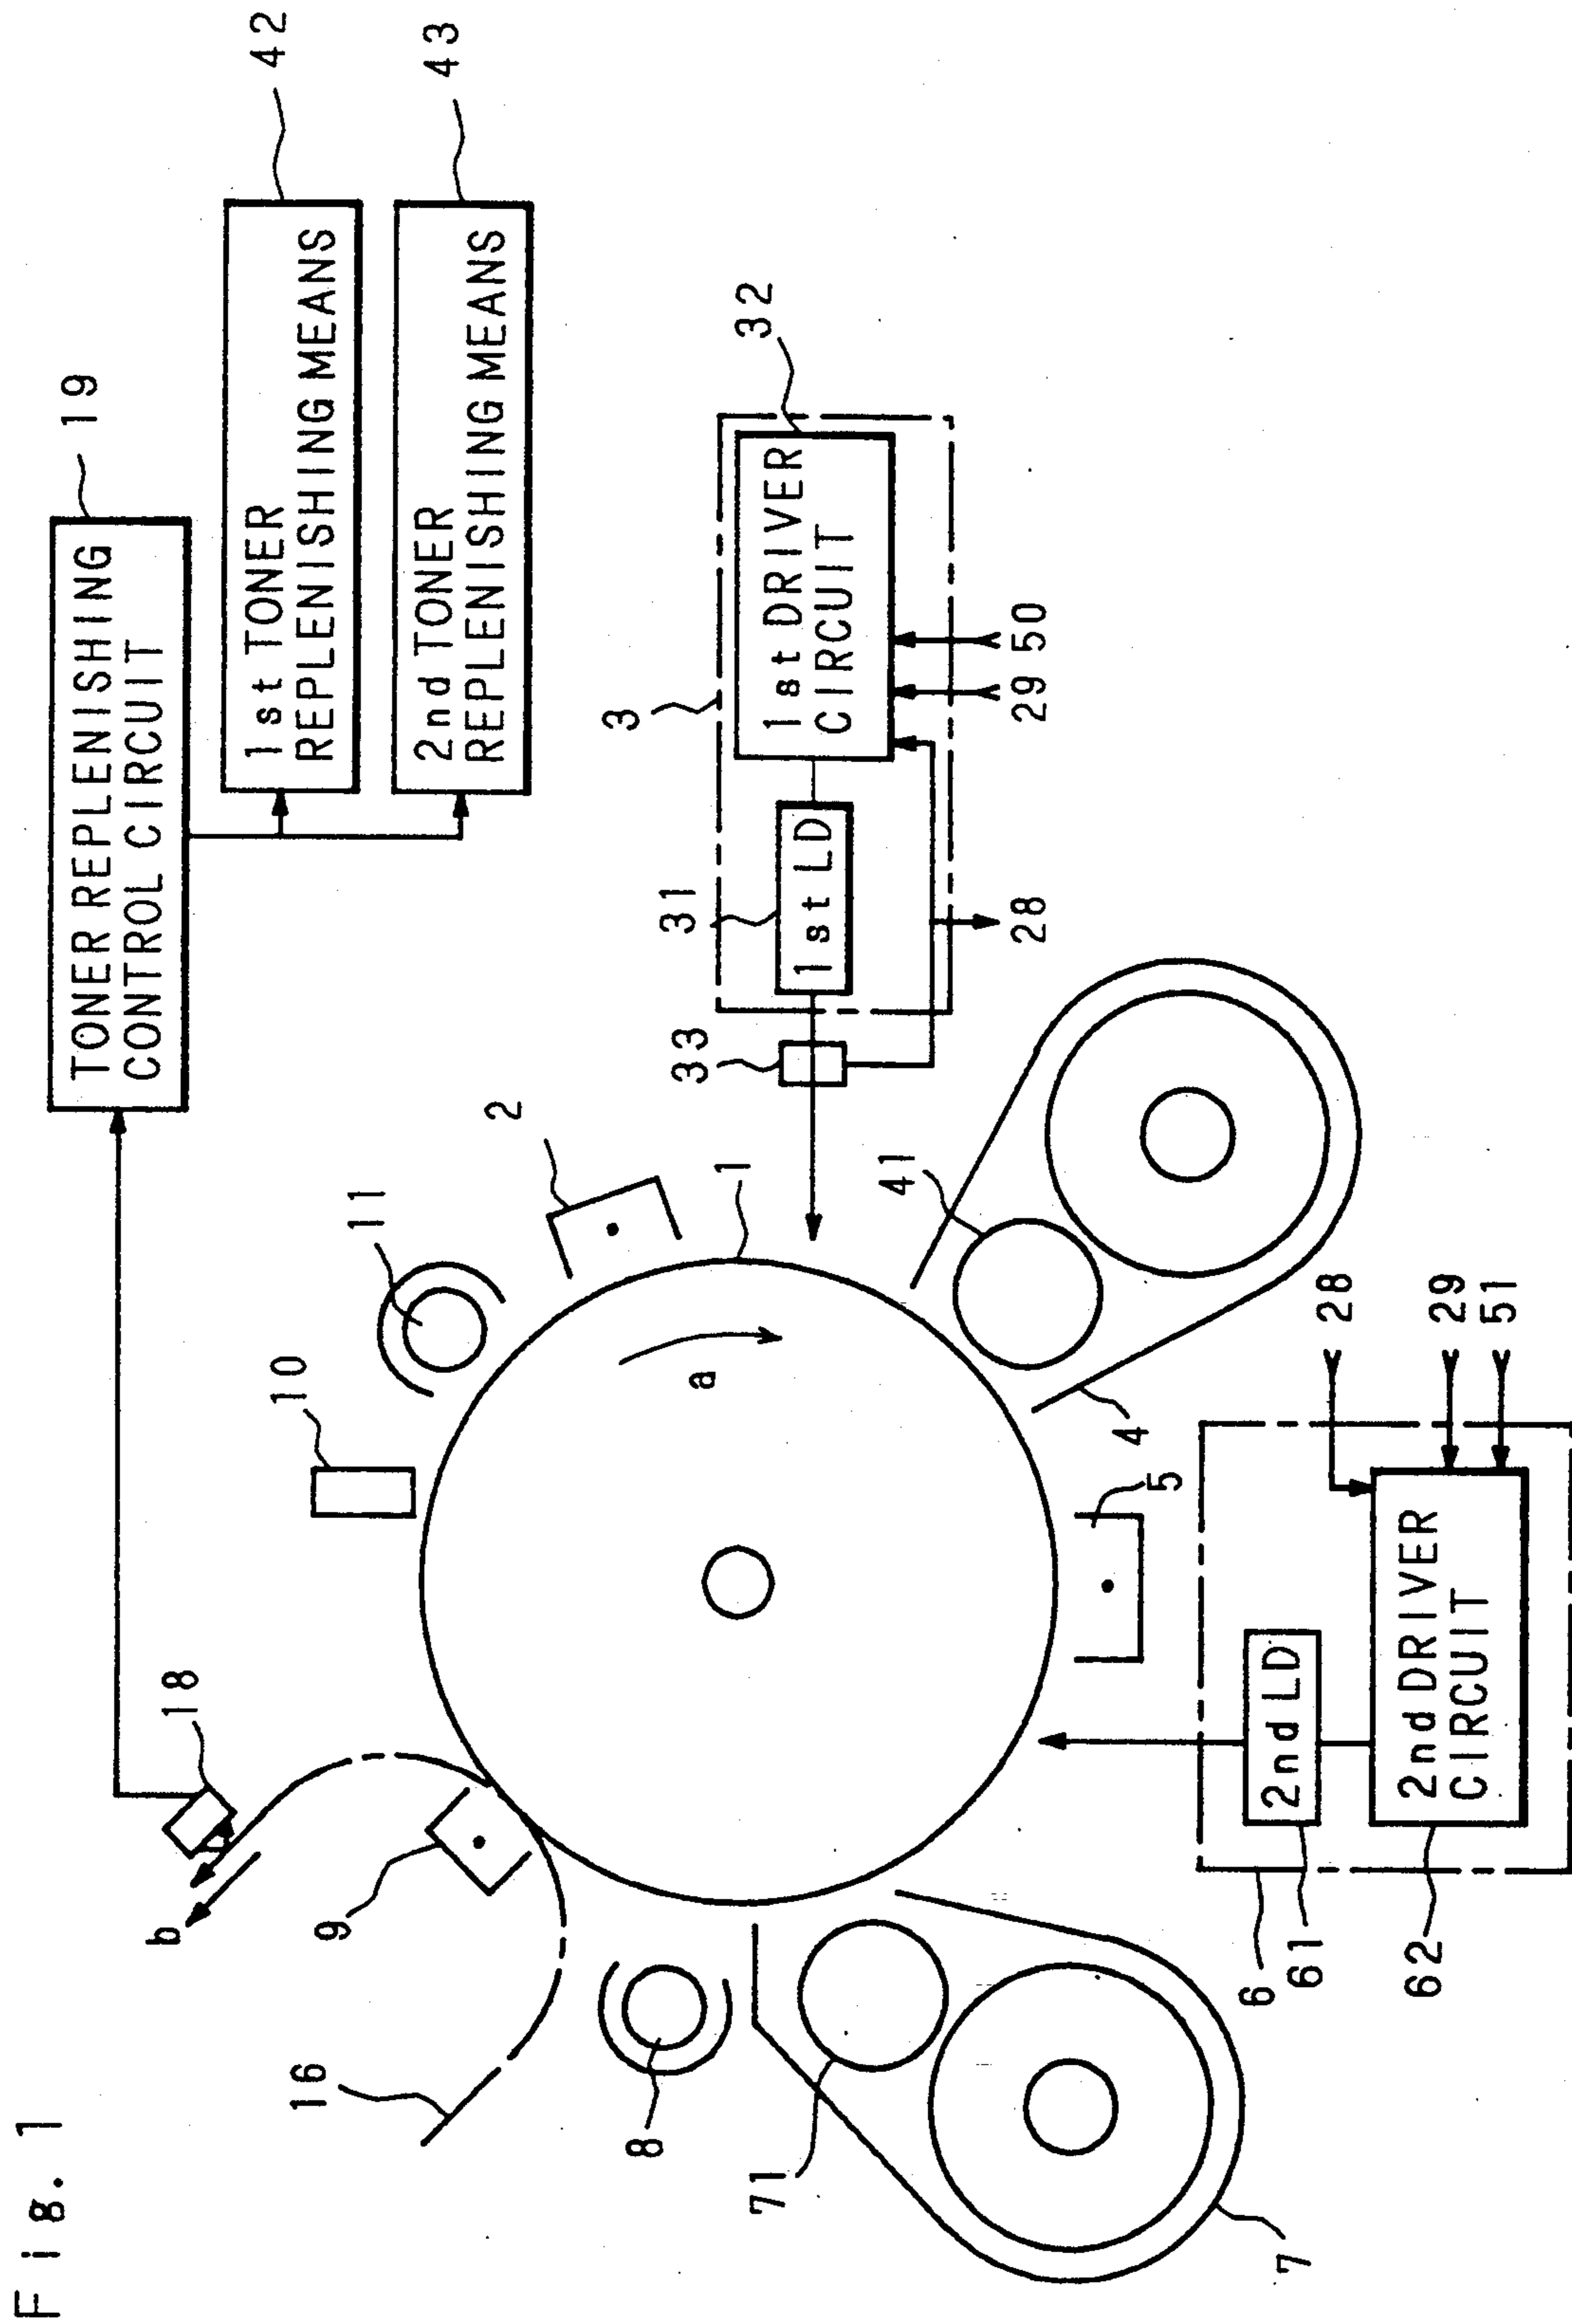 Fig. 1
TONER REPLENISHING
CONTROL CIRCUIT
19
1st TONER
REPLENISHING MEANS
42
2nd TONER
REPLENISHING MEANS
43
18
b
10
11
2
9
16
8
1
a
33
31
3
1st LD
1st DRIVER
CIRCUIT
32
28
29
50
41
4
5
71
7
6
61
62
2nd LD
2nd DRIVER
CIRCUIT
28
29
51